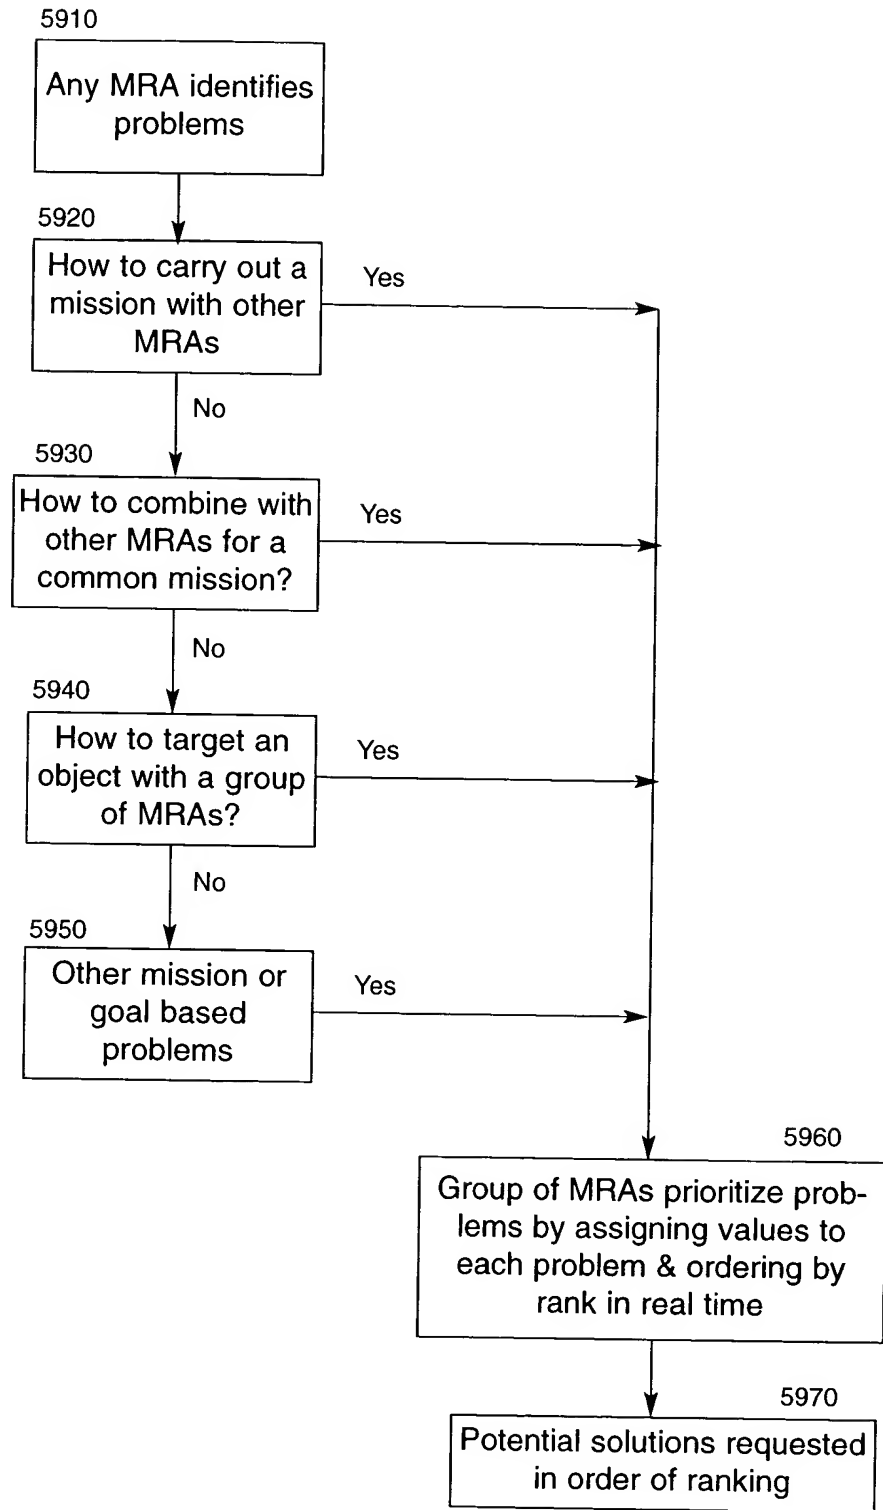 5910
Any MRA identifies
problems
5920
How to carry out a
mission with other
MRAs
Yes
No
5930
How to combine with
other MRAs for a
common mission?
Yes
No
5940
How to target an
object with a group
of MRAs?
Yes
No
5950
Other mission or
goal based
problems
Yes
5960
Group of MRAs prioritize prob-
lems by assigning values to
each problem & ordering by
rank in real time
5970
Potential solutions requested
in order of ranking